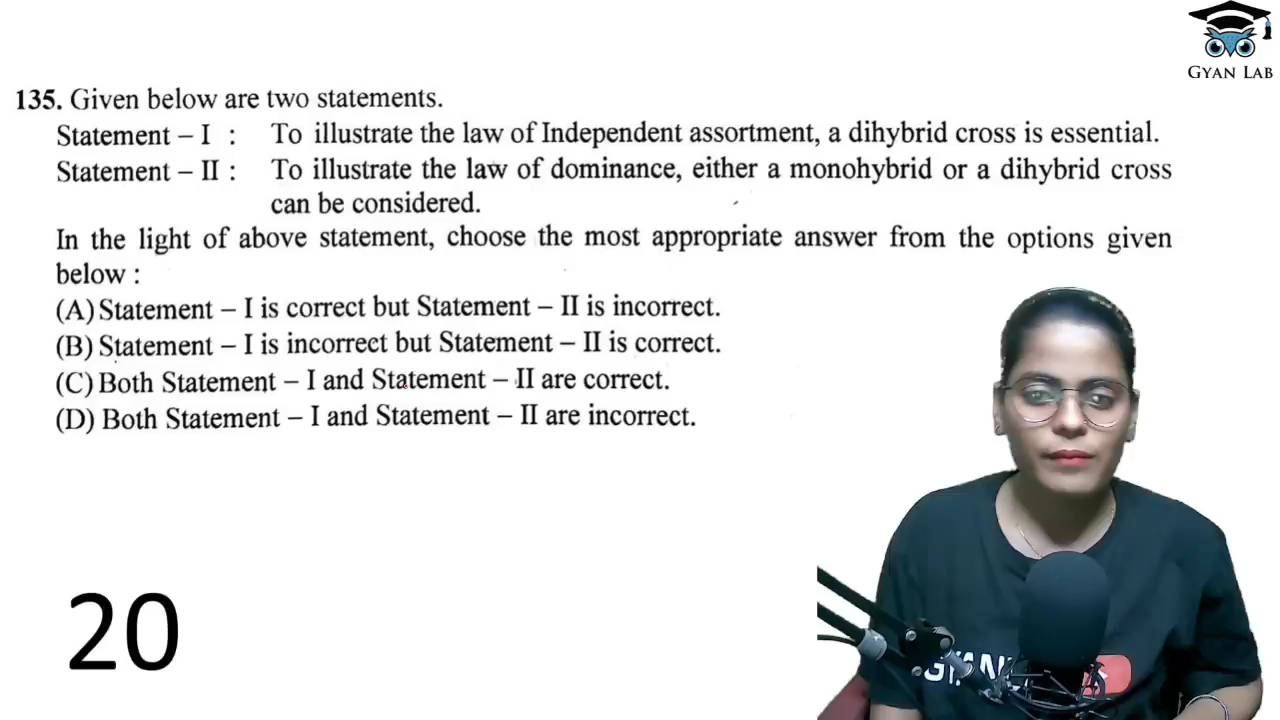 GYAN LAB
135. Given below are two statements.
Statement – I : To illustrate the law of Independent assortment, a dihybrid cross is essential.
Statement – II : To illustrate the law of dominance, either a monohybrid or a dihybrid cross
can be considered.
In the light of above statement, choose the most appropriate answer from the options given
below :
(A) Statement – I is correct but Statement – II is incorrect.
(B) Statement – I is incorrect but Statement – II is correct.
(C) Both Statement – I and Statement – II are correct.
(D) Both Statement – I and Statement – II are incorrect.
20